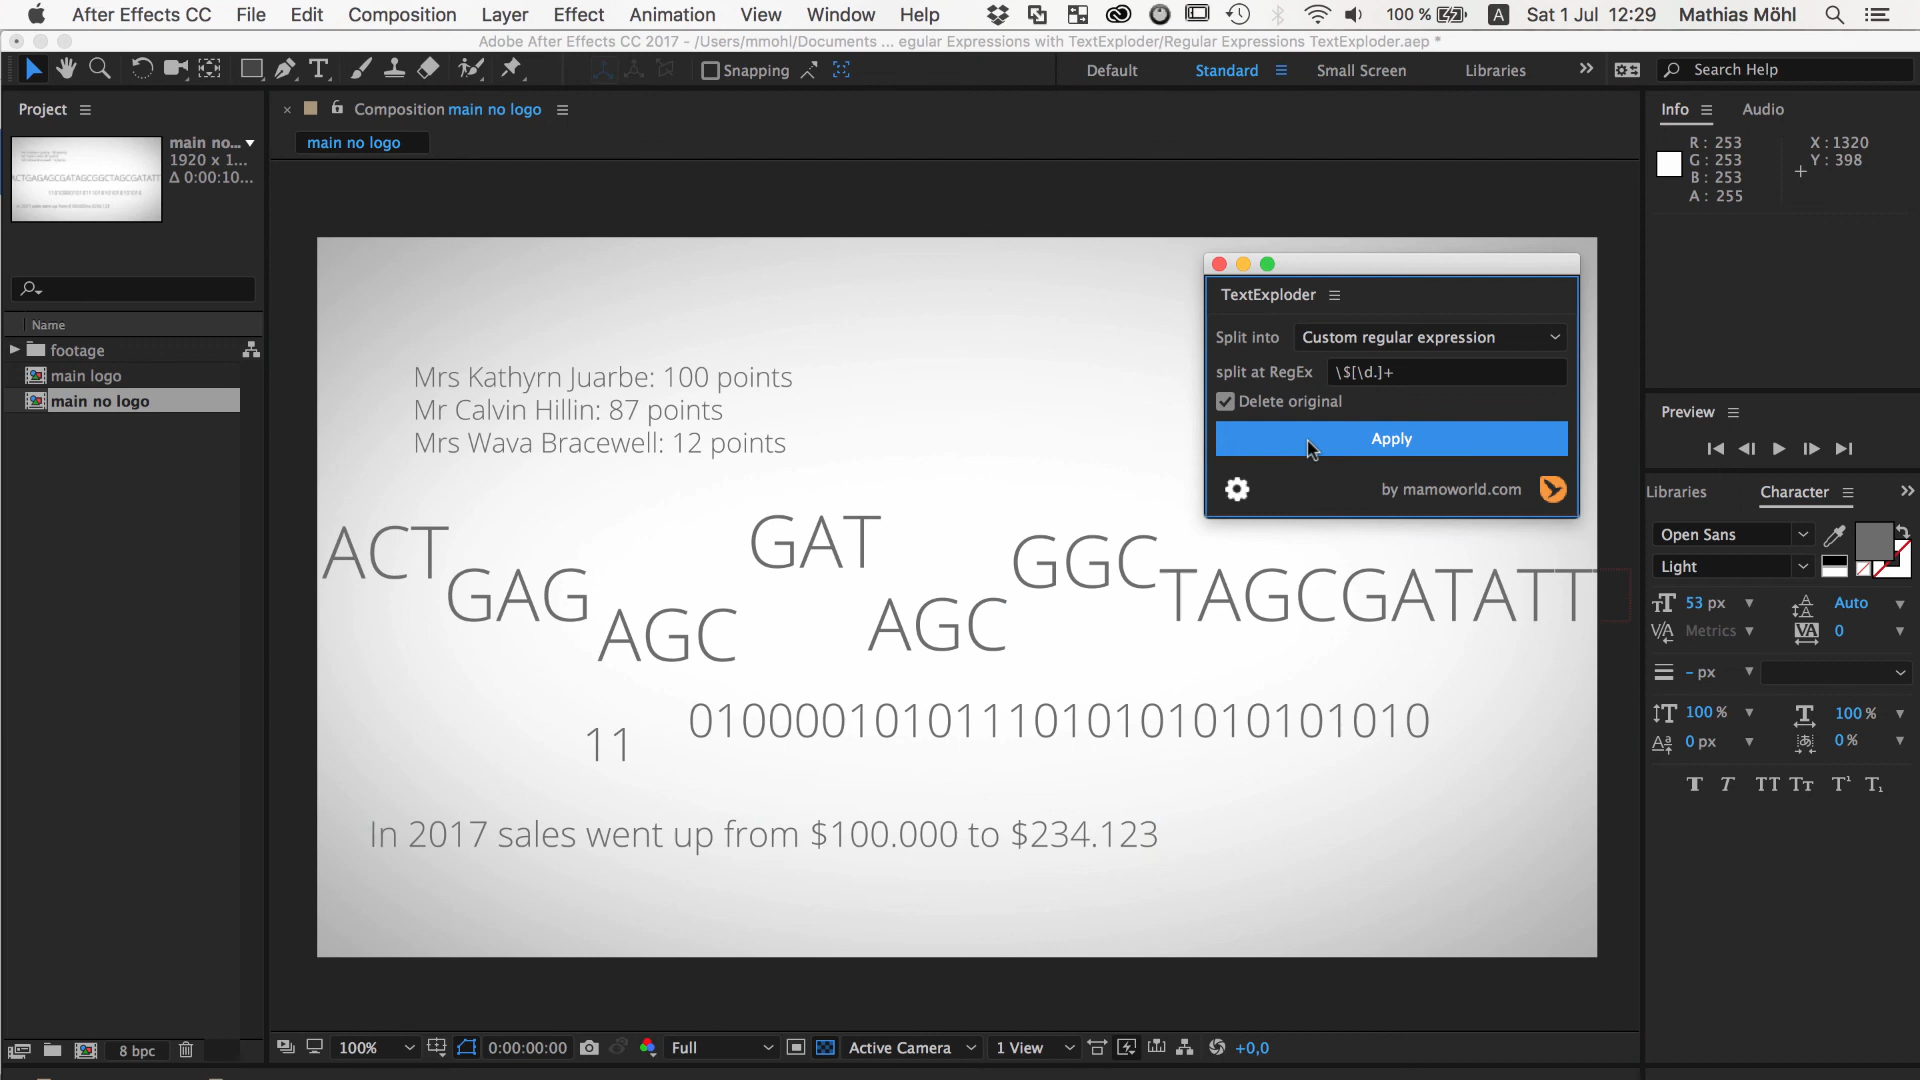 After Effects CC File Edit Composition Layer Effect Animation View Window Help 100 % A Sat 1 Jul 12:29 Mathias Möhl
Adobe After Effects CC 2017 - /Users/mmohl/Documents ... egular Expressions with TextExploder/Regular Expressions TextExploder.aep *
Snapping Default Standard Small Screen Libraries Search Help
Project
main no...
1920 x 1...
Δ 0:00:10...
Name
footage
main logo
main no logo
8 bpc
Composition main no logo
main no logo
Mrs Kathyrn Juarbe: 100 points
Mr Calvin Hillin: 87 points
Mrs Wava Bracewell: 12 points
ACT
GAG
AGC
GAT
AGC
GGC
TAGCGATATT
11
0100001010111010101010101010
In 2017 sales went up from $100.000 to $234.123
TextExploder
Split into Custom regular expression
split at RegEx \$[\d.]+
Delete original
Apply
by mamoworld.com
100% 0:00:00:00 Full Active Camera 1 View +0,0
Info Audio
R : 253 X : 1320
G : 253 Y : 398
B : 253
A : 255
Preview
Libraries Character
Open Sans
Light
53 px Auto
Metrics 0
- px
100 % 100 %
0 px 0 %